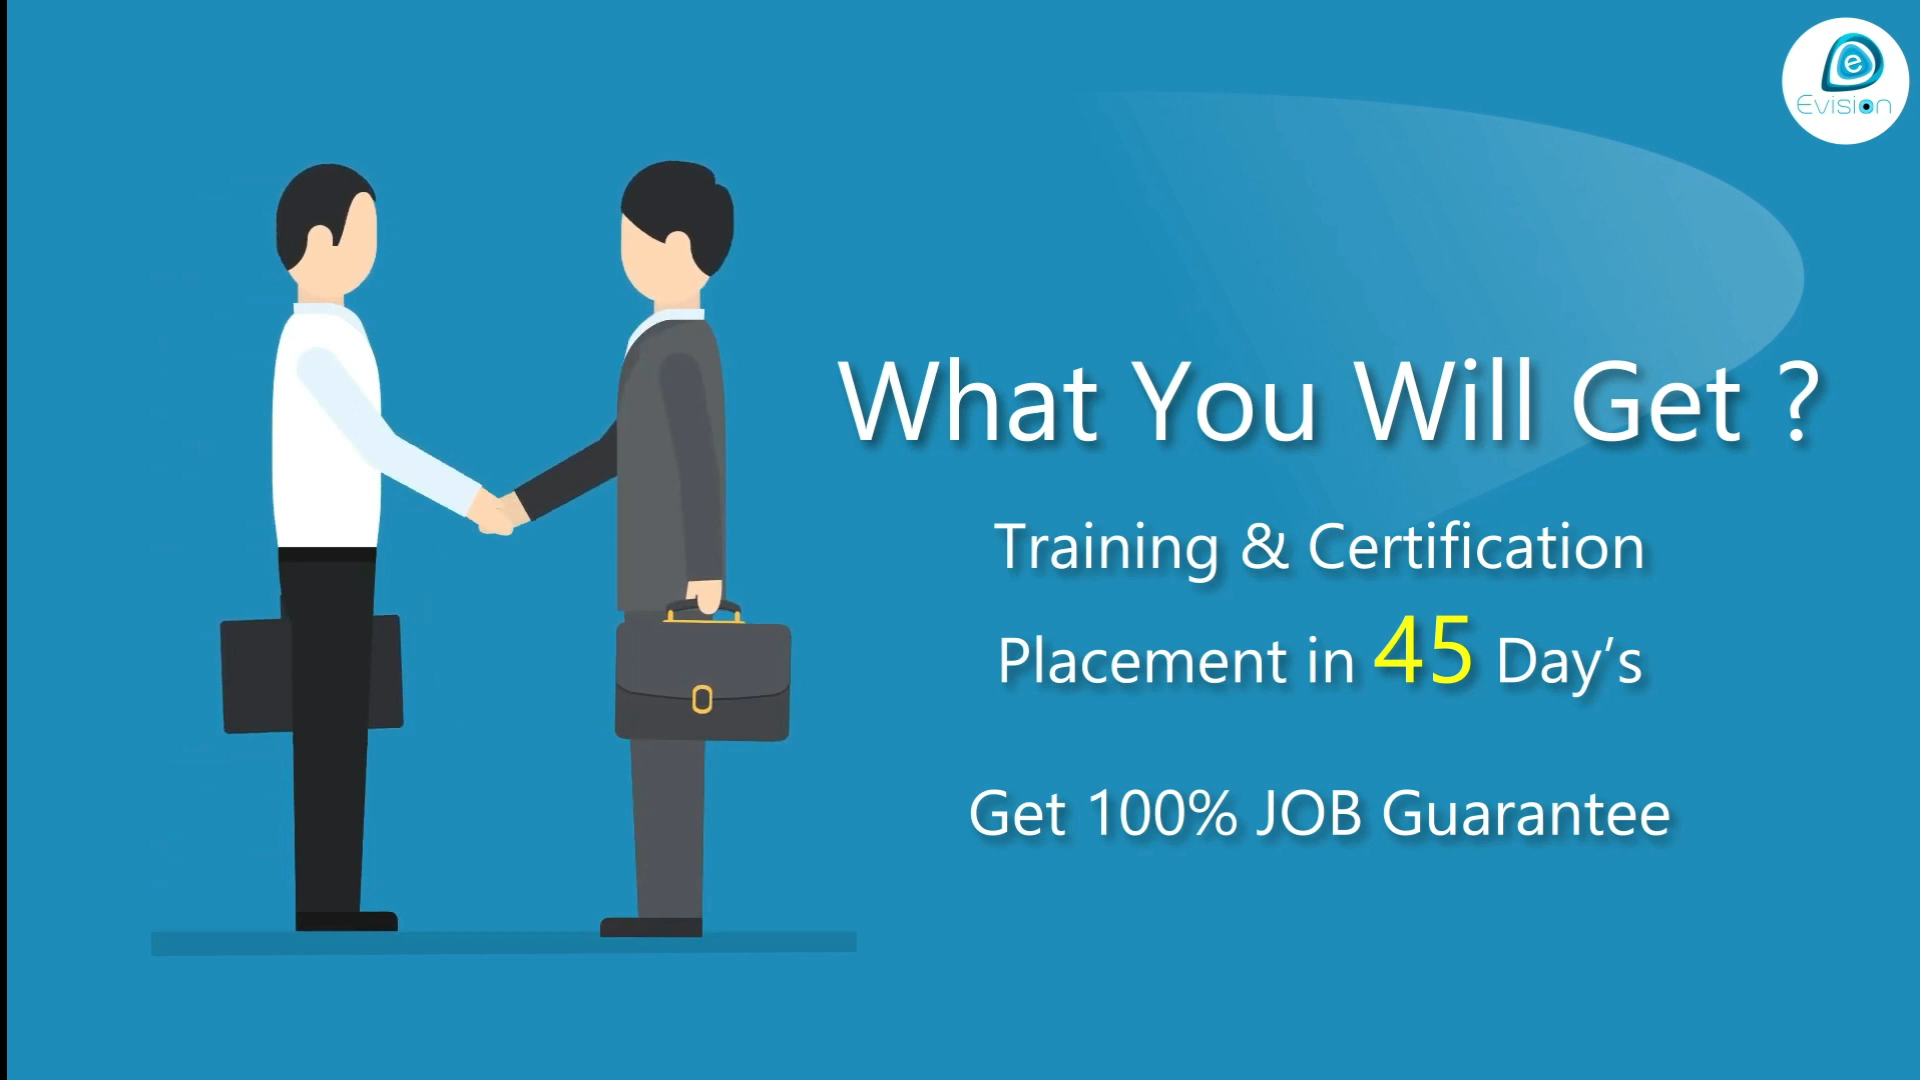 e
Evision
What You Will Get ?
Training & Certification
Placement in 45 Day’s
Get 100% JOB Guarantee